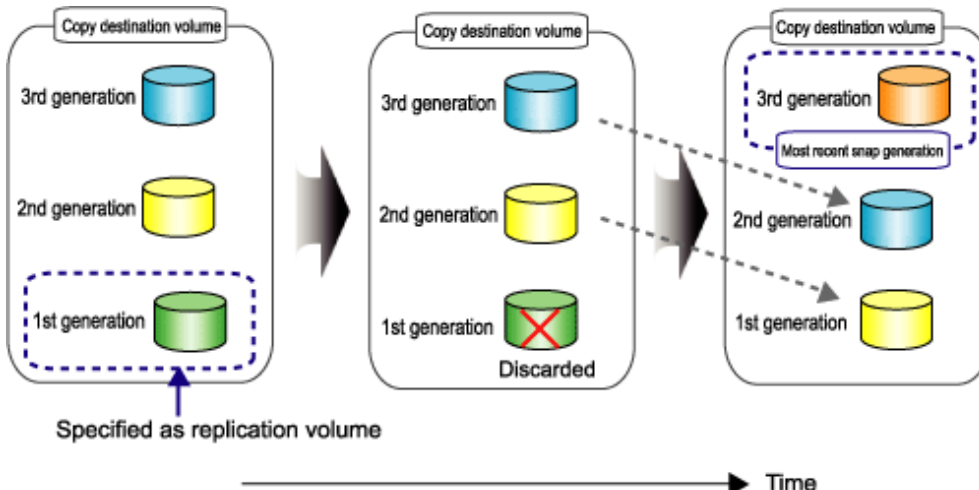 Copy destination volume
3rd generation
2nd generation
1st generation
Specified as replication volume
Copy destination volume
3rd generation
2nd generation
1st generation
Discarded
Copy destination volume
3rd generation
Most recent snap generation
2nd generation
1st generation
Time